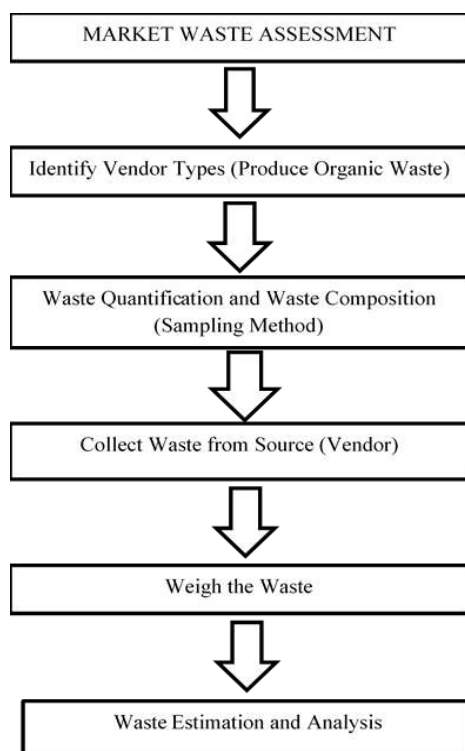 MARKET WASTE ASSESSMENT
Identify Vendor Types (Produce Organic Waste)
Waste Quantification and Waste Composition
(Sampling Method)
Collect Waste from Source (Vendor)
Weigh the Waste
Waste Estimation and Analysis